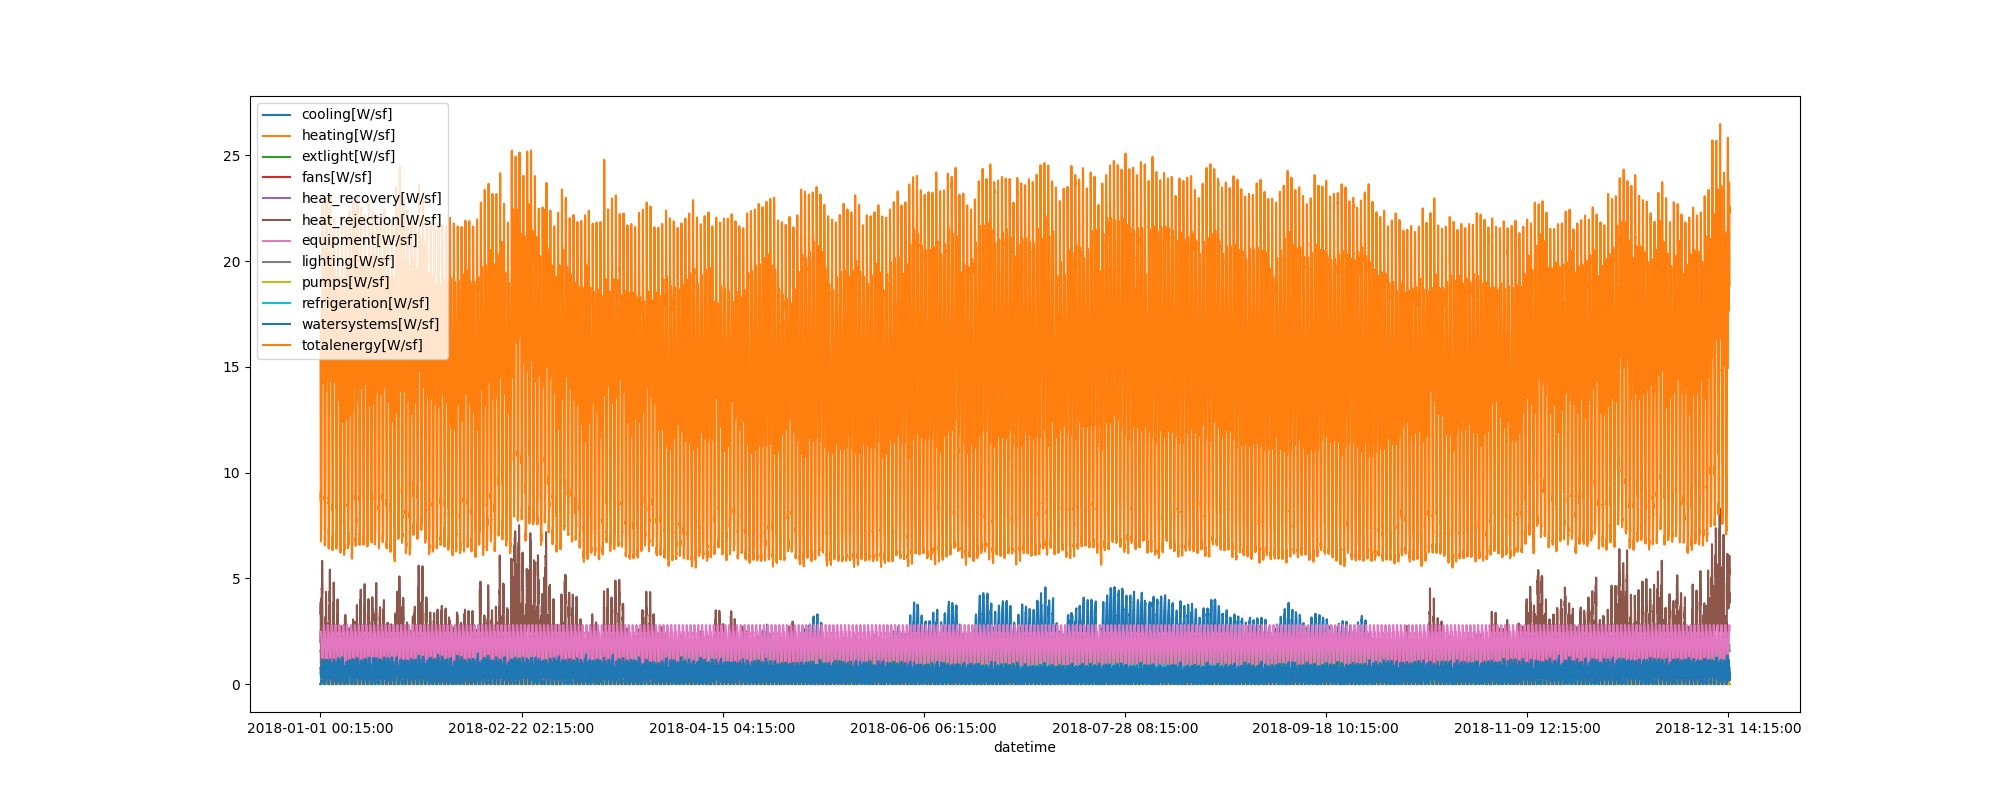 cooling[W/sf]
heating[W/sf]
extlight[W/sf]
fans[W/sf]
heat_recovery[W/sf]
heat_rejection[W/sf]
equipment[W/sf]
lighting[W/sf]
pumps[W/sf]
refrigeration[W/sf]
watersystems[W/sf]
totalenergy[W/sf]
25
20
15
10
5
0
2018-01-01 00:15:00 2018-02-22 02:15:00 2018-04-15 04:15:00 2018-06-06 06:15:00 2018-07-28 08:15:00 2018-09-18 10:15:00 2018-11-09 12:15:00 2018-12-31 14:15:00
datetime